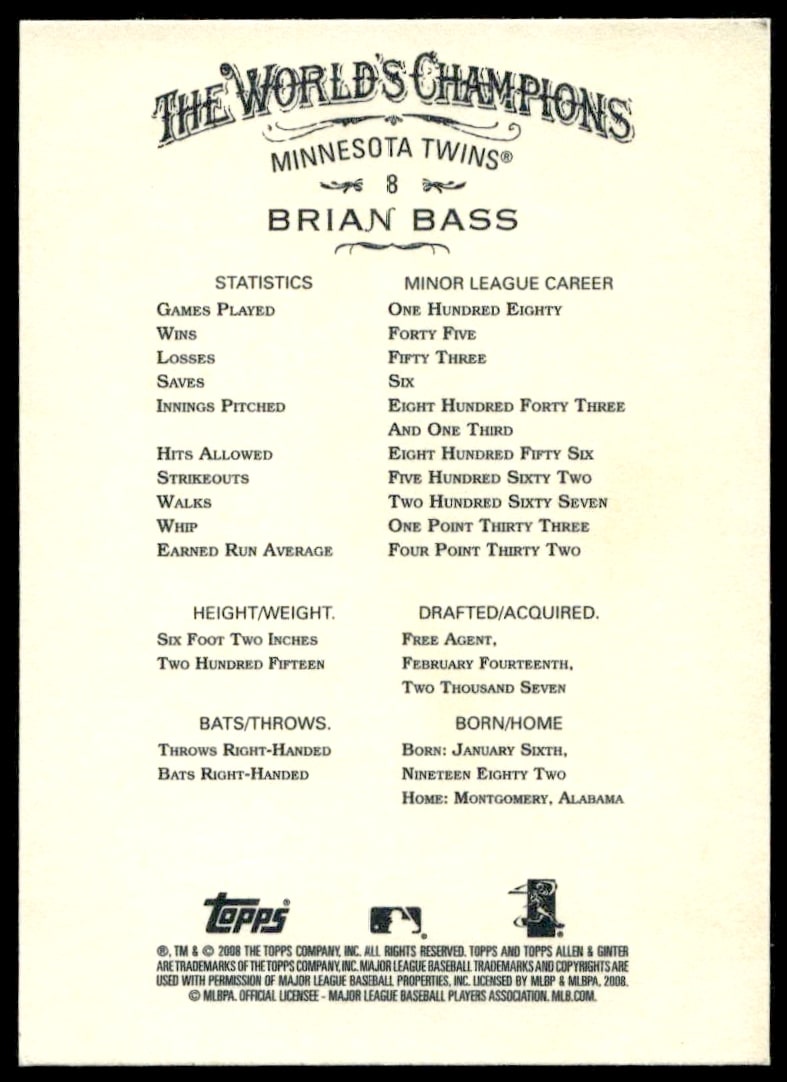 THE WORLD'S CHAMPIONS
MINNESOTA TWINS®
8
BRIAN BASS
STATISTICS MINOR LEAGUE CAREER
GAMES PLAYED ONE HUNDRED EIGHTY
WINS FORTY FIVE
LOSSES FIFTY THREE
SAVES SIX
INNINGS PITCHED EIGHT HUNDRED FORTY THREE
AND ONE THIRD
HITS ALLOWED EIGHT HUNDRED FIFTY SIX
STRIKEOUTS FIVE HUNDRED SIXTY TWO
WALKS TWO HUNDRED SIXTY SEVEN
WHIP ONE POINT THIRTY THREE
EARNED RUN AVERAGE FOUR POINT THIRTY TWO
HEIGHT/WEIGHT.
SIX FOOT TWO INCHES
TWO HUNDRED FIFTEEN
DRAFTED/ACQUIRED.
FREE AGENT,
FEBRUARY FOURTEENTH,
TWO THOUSAND SEVEN
BATS/THROWS.
THROWS RIGHT-HANDED
BATS RIGHT-HANDED
BORN/HOME
BORN: JANUARY SIXTH,
NINETEEN EIGHTY TWO
HOME: MONTGOMERY, ALABAMA
topps®
®, TM & © 2008 THE TOPPS COMPANY, INC. ALL RIGHTS RESERVED. TOPPS AND TOPPS ALLEN & GINTER
ARE TRADEMARKS OF THE TOPPS COMPANY, INC. MAJOR LEAGUE BASEBALL TRADEMARKS AND COPYRIGHTS ARE
USED WITH PERMISSION OF MAJOR LEAGUE BASEBALL PROPERTIES, INC. LICENSED BY MLBP & MLBPA, 2008.
© MLBPA. OFFICIAL LICENSEE - MAJOR LEAGUE BASEBALL PLAYERS ASSOCIATION. MLB.COM.